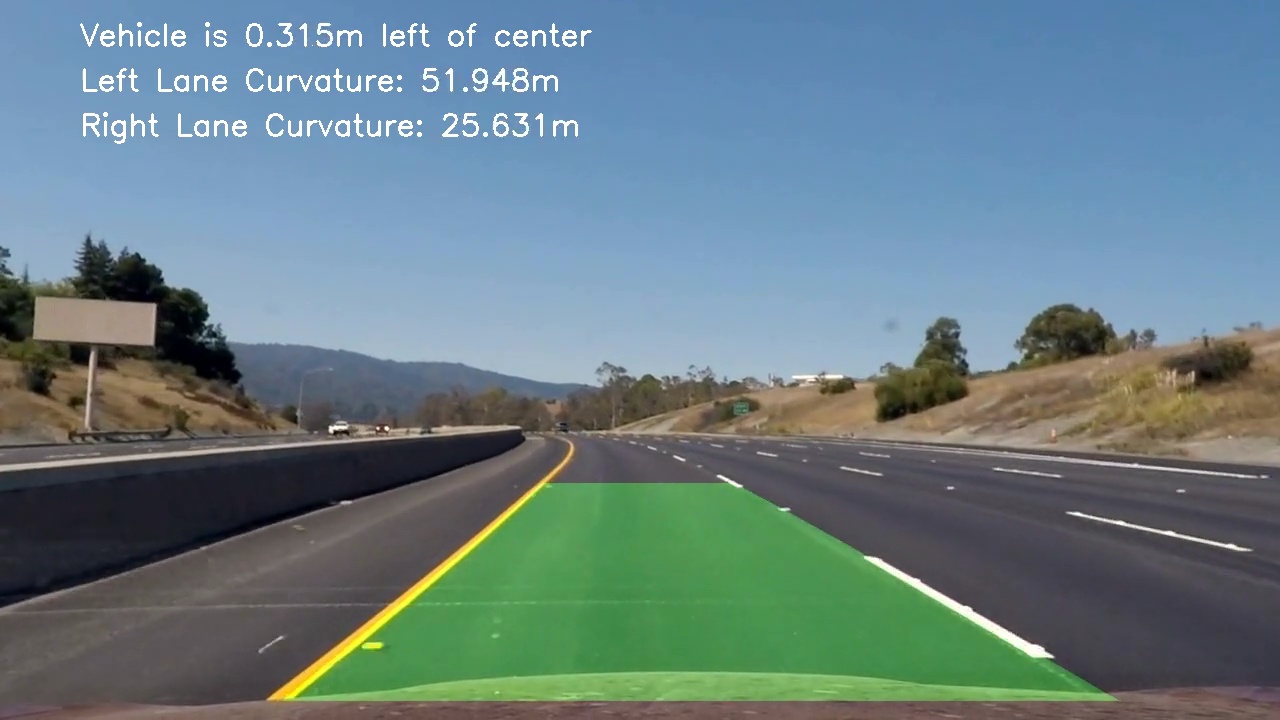 Vehicle is 0.315m left of center
Left Lane Curvature: 51.948m
Right Lane Curvature: 25.631m